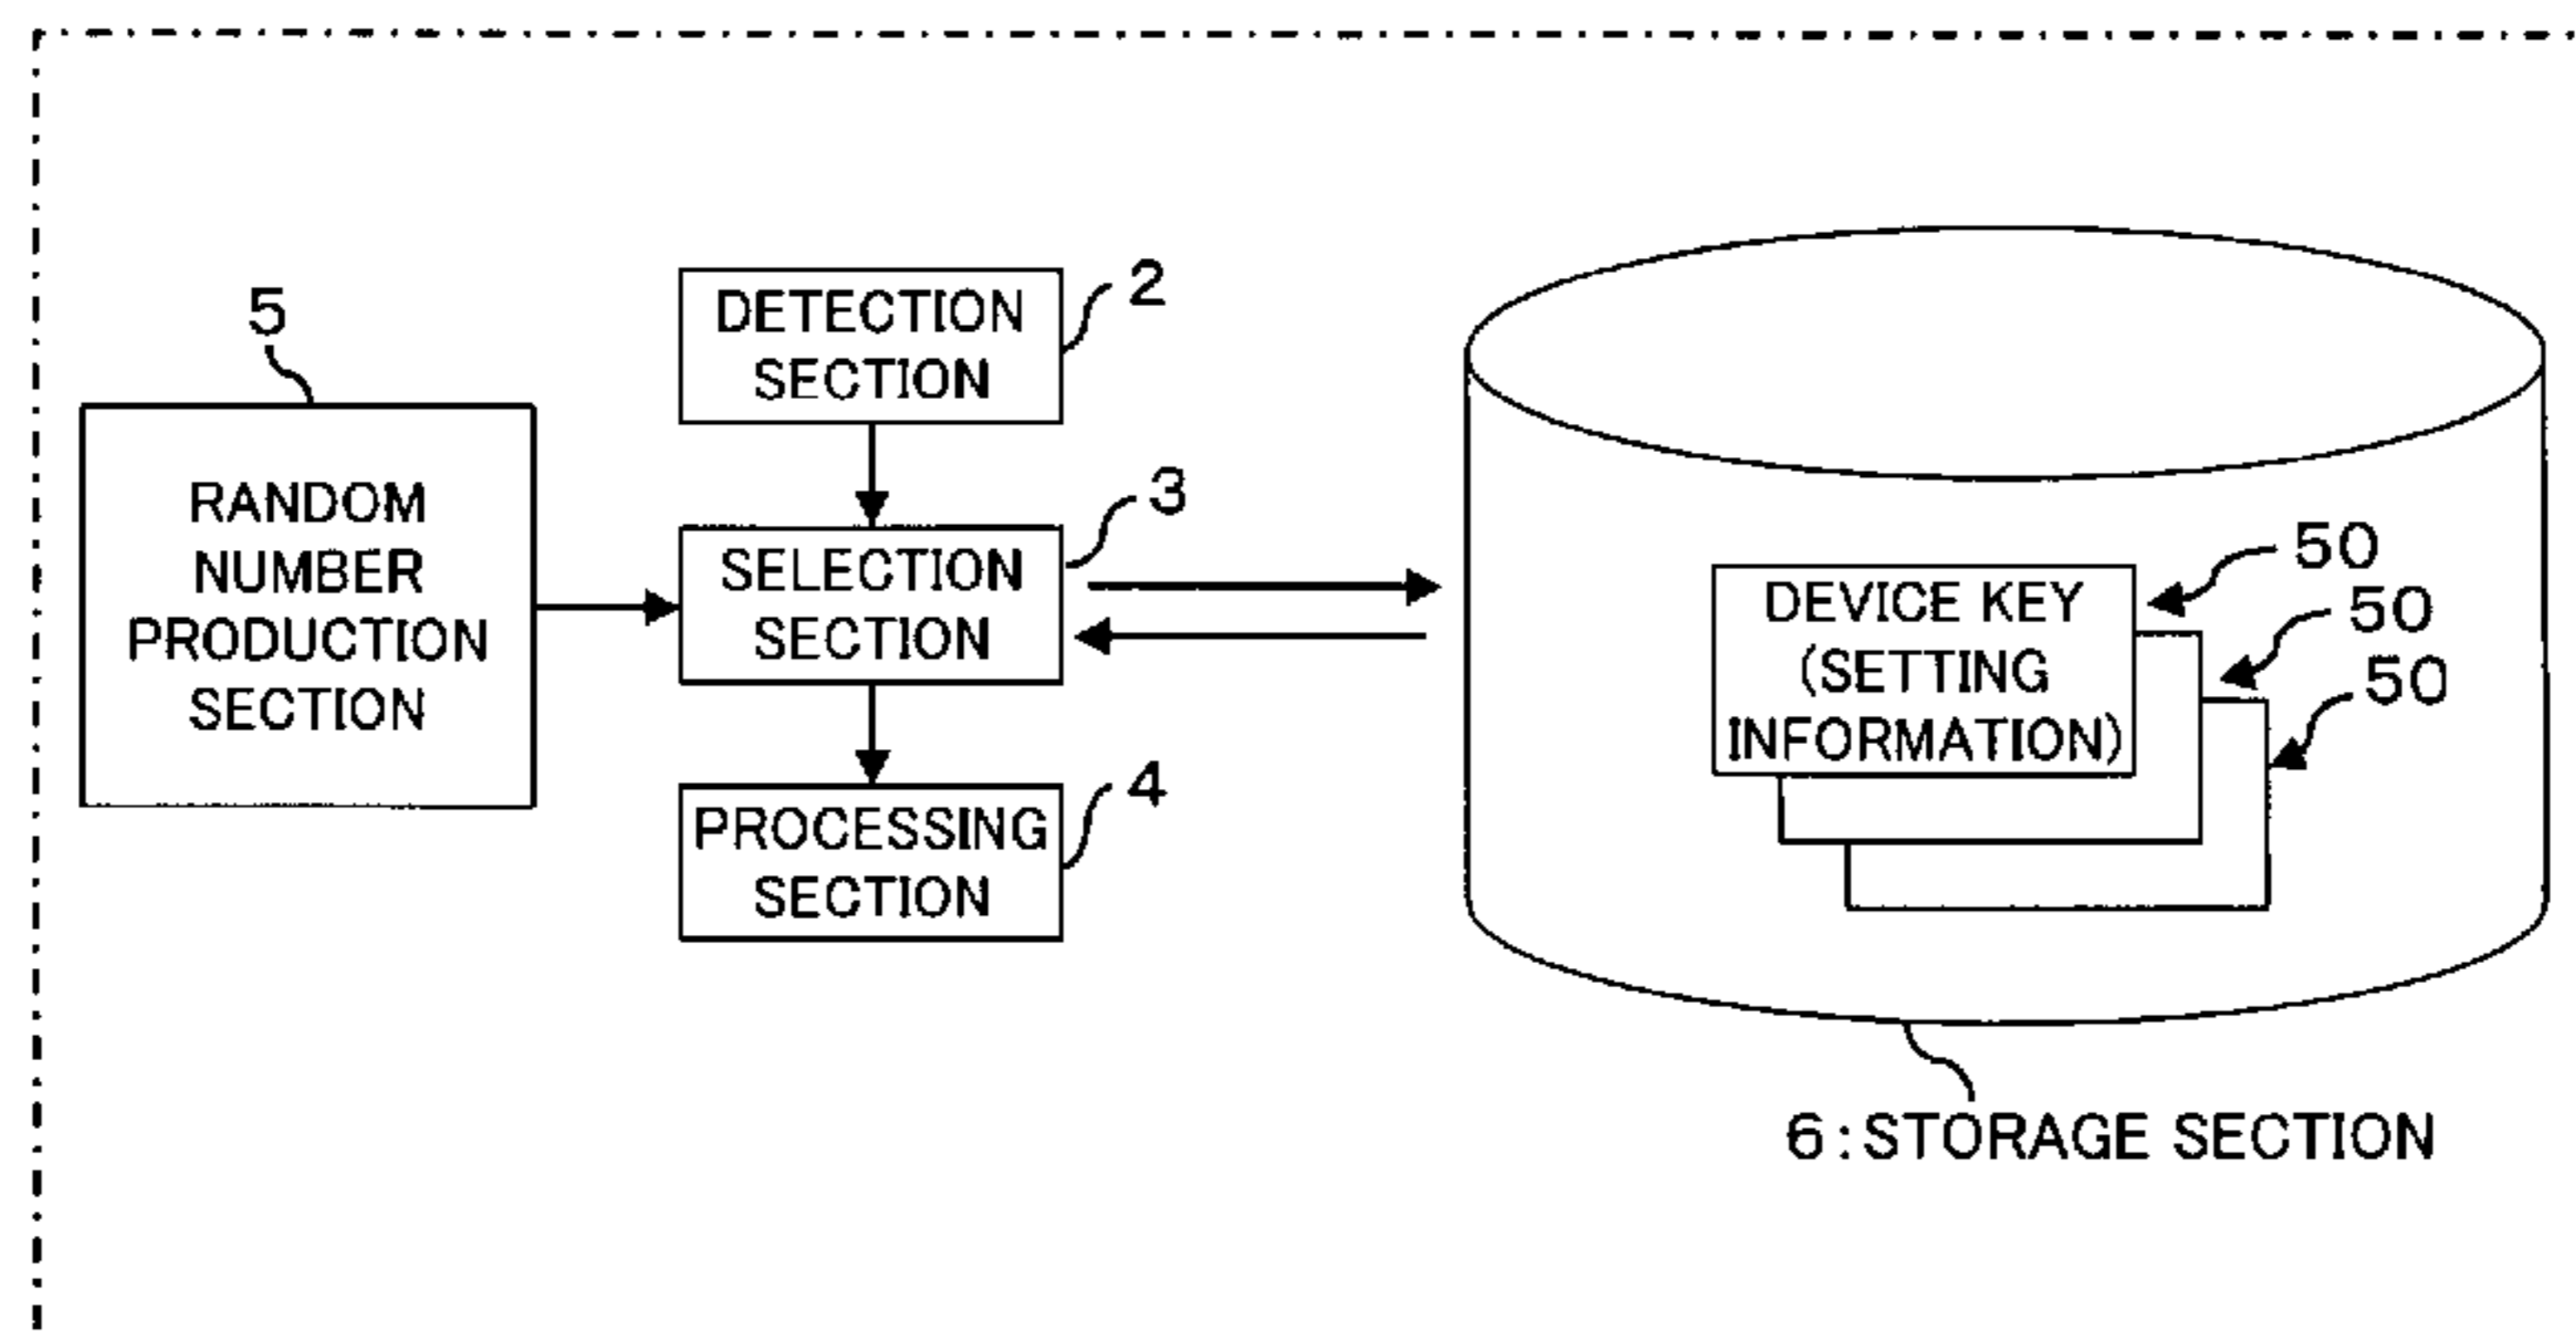 5
RANDOM
NUMBER
PRODUCTION
SECTION
2
DETECTION
SECTION
3
SELECTION
SECTION
4
PROCESSING
SECTION
50
50
50
DEVICE KEY
(SETTING
INFORMATION)
6:STORAGE SECTION